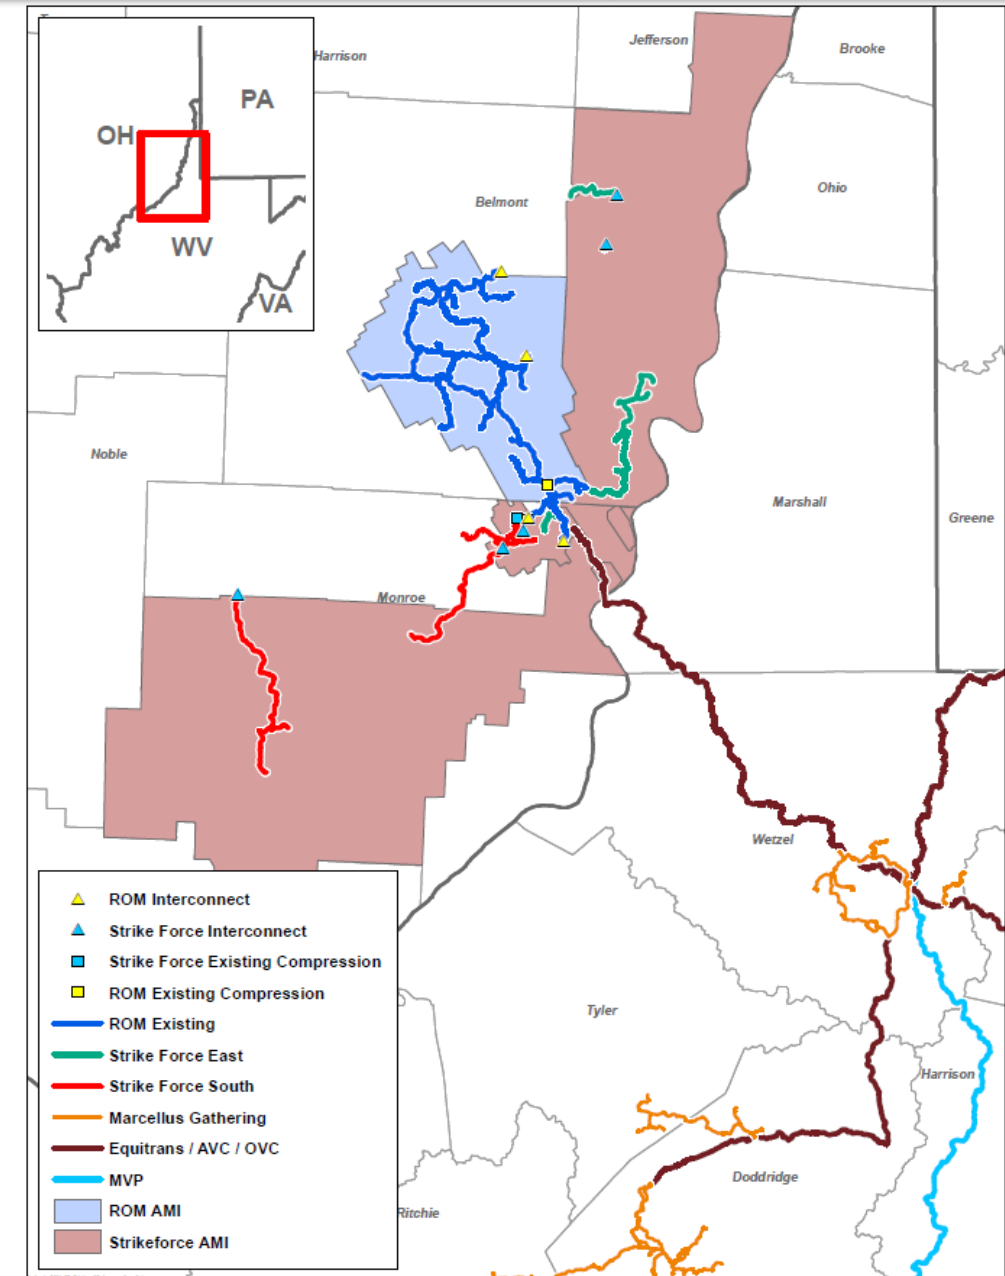 Harrison
Jefferson
Brooke
PA
OH
WV
VA
Belmont
Ohio
Noble
Marshall
Greene
Monroe
Wetzel
Tyler
Harrison
Doddridge
Ritchie
ROM Interconnect
Strike Force Interconnect
Strike Force Existing Compression
ROM Existing Compression
ROM Existing
Strike Force East
Strike Force South
Marcellus Gathering
Equitrans / AVC / OVC
MVP
ROM AMI
Strikeforce AMI